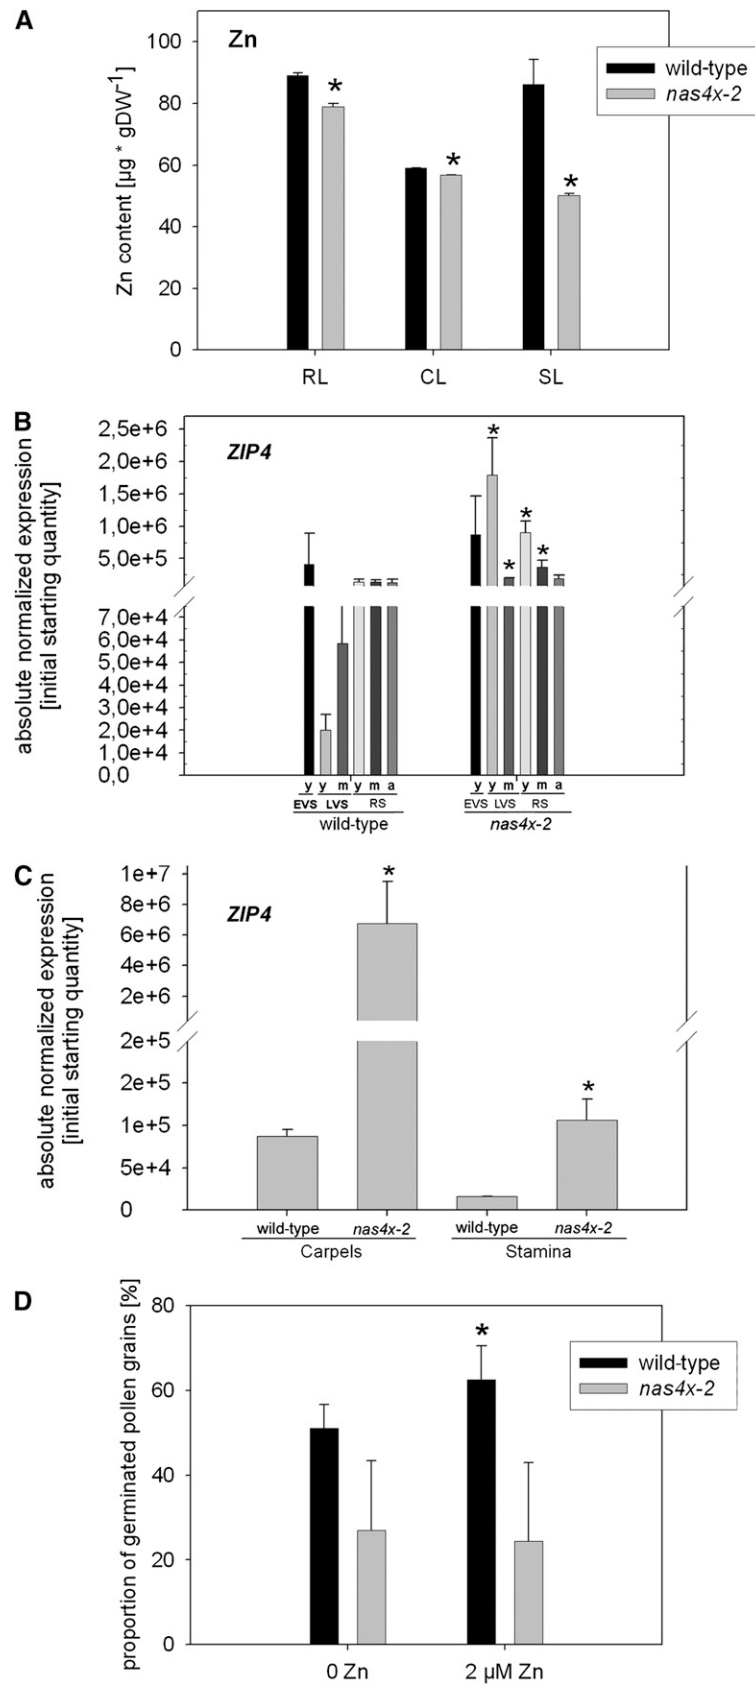 A
Zn
wild-type
nas4x-2
Zn content [µg * gDW⁻¹]
100
80
60
40
20
0
*
*
*
RL
CL
SL
B
ZIP4
absolute normalized expression
[initial starting quantity]
2,5e+6
2,0e+6
1,5e+6
1,0e+6
5,0e+5
7,0e+4
6,0e+4
5,0e+4
4,0e+4
3,0e+4
2,0e+4
1,0e+4
0,0
*
*
*
*
y y m y m a
EVS LVS RS
wild-type
y y m y m a
EVS LVS RS
nas4x-2
C
ZIP4
absolute normalized expression
[initial starting quantity]
1e+7
8e+6
6e+6
4e+6
2e+6
2e+5
2e+5
1e+5
5e+4
0
*
*
wild-type nas4x-2 wild-type nas4x-2
Carpels Stamina
D
proportion of germinated pollen grains [%]
80
60
40
20
0
*
wild-type
nas4x-2
0 Zn
2 µM Zn